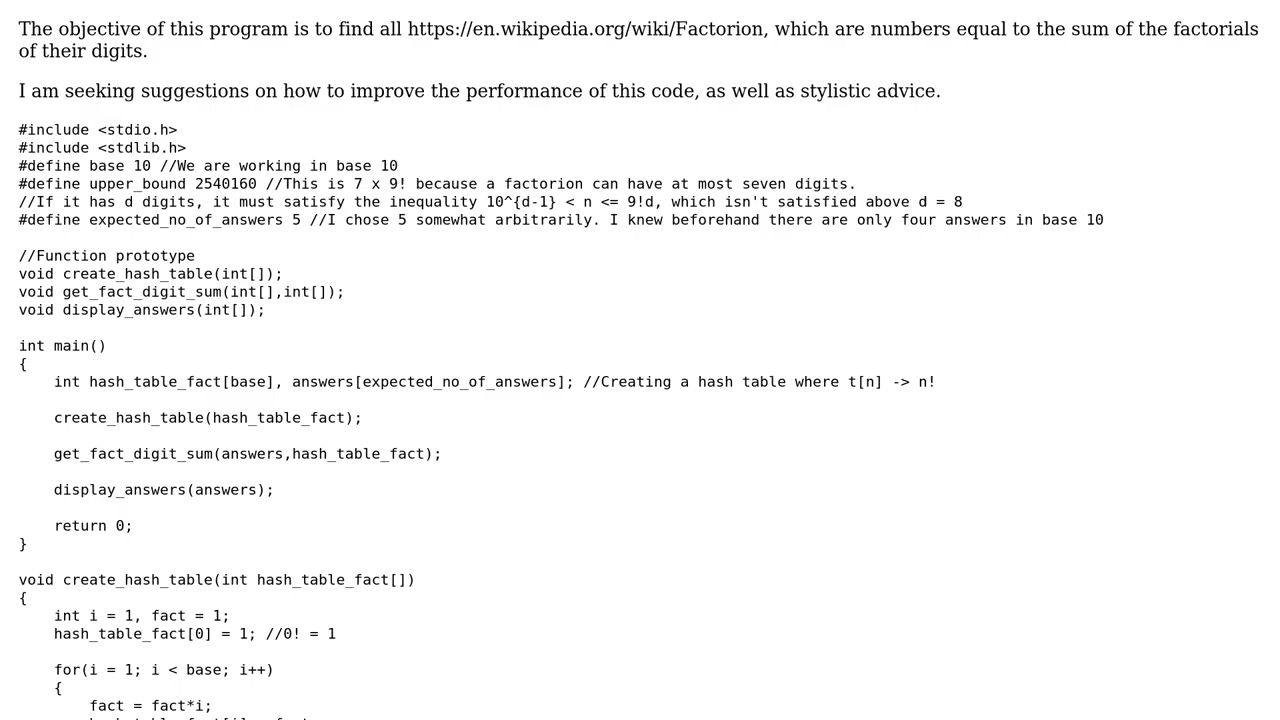 The objective of this program is to find all https://en.wikipedia.org/wiki/Factorion, which are numbers equal to the sum of the factorials
of their digits.
I am seeking suggestions on how to improve the performance of this code, as well as stylistic advice.
#include <stdio.h>
#include <stdlib.h>
#define base 10 //We are working in base 10
#define upper_bound 2540160 //This is 7 x 9! because a factorion can have at most seven digits.
//If it has d digits, it must satisfy the inequality 10^{d-1} < n <= 9!d, which isn't satisfied above d = 8
#define expected_no_of_answers 5 //I chose 5 somewhat arbitrarily. I knew beforehand there are only four answers in base 10
//Function prototype
void create_hash_table(int[]);
void get_fact_digit_sum(int[],int[]);
void display_answers(int[]);
int main()
{
    int hash_table_fact[base], answers[expected_no_of_answers]; //Creating a hash table where t[n] -> n!
    create_hash_table(hash_table_fact);
    get_fact_digit_sum(answers,hash_table_fact);
    display_answers(answers);
    return 0;
}
void create_hash_table(int hash_table_fact[])
{
    int i = 1, fact = 1;
    hash_table_fact[0] = 1; //0! = 1
    for(i = 1; i < base; i++)
    {
        fact = fact*i;